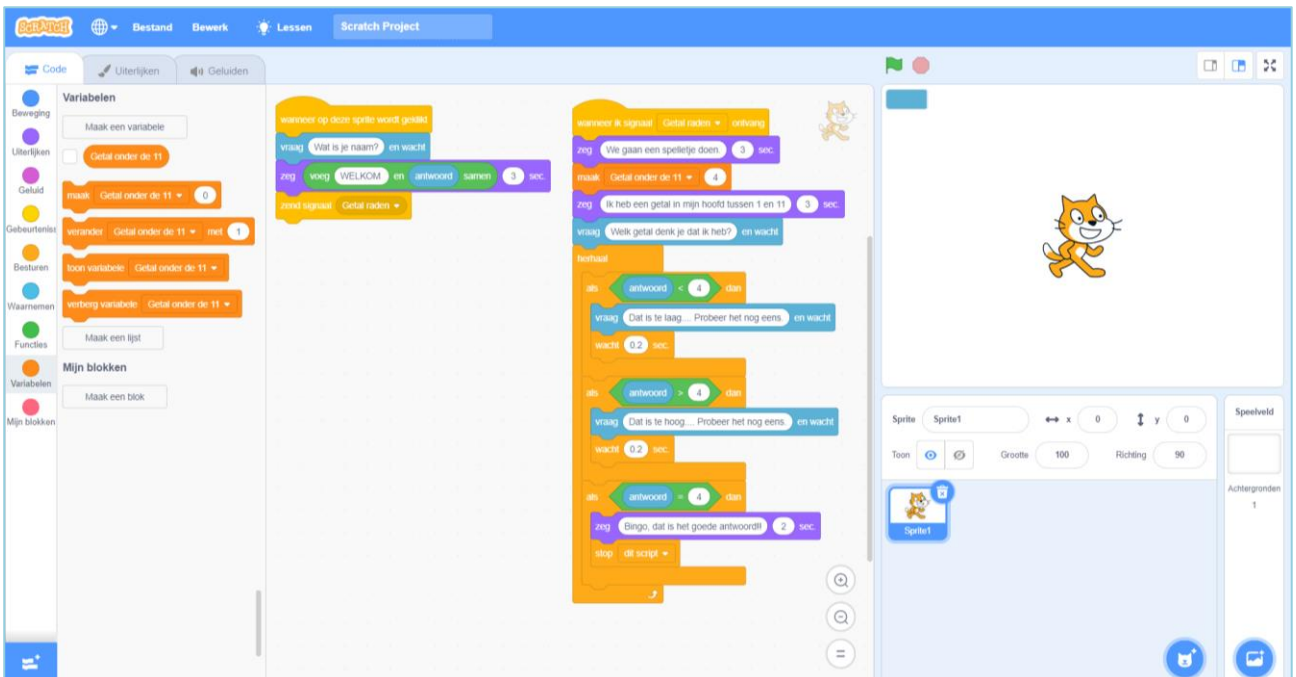 SCRATCH Bestand Bewerk Lessen Scratch Project
Code Uiterlijken Geluiden
Beweging
Uiterlijken
Geluid
Gebeurtenis
Besturen
Waarnemen
Functies
Variabelen
Mijn blokken
Variabelen
Maak een variabele
Getal onder de 11
maak Getal onder de 11 0
verander Getal onder de 11 met 1
toon variabele Getal onder de 11
verberg variabele Getal onder de 11
Maak een lijst
Mijn blokken
Maak een blok
wanneer op deze sprite wordt geklikt
vraag Wat is je naam? en wacht
zeg voeg WELKOM en antwoord samen 3 sec.
zend signaal Getal raden
wanneer ik signaal Getal raden ontvang
zeg We gaan een spelletje doen. 3 sec.
maak Getal onder de 11 4
zeg Ik heb een getal in mijn hoofd tussen 1 en 11 3 sec.
vraag Welk getal denk je dat ik heb? en wacht
herhaal
als antwoord < 4 dan
vraag Dat is te laag.... Probeer het nog eens. en wacht
wacht 0.2 sec.
als antwoord > 4 dan
vraag Dat is te hoog.... Probeer het nog eens. en wacht
wacht 0.2 sec.
als antwoord = 4 dan
zeg Bingo, dat is het goede antwoord!! 2 sec.
stop dit script
Sprite Sprite1 x 0 y 0
Toon Grootte 100 Richting 90
Sprite1
Speelveld
Achtergronden
1